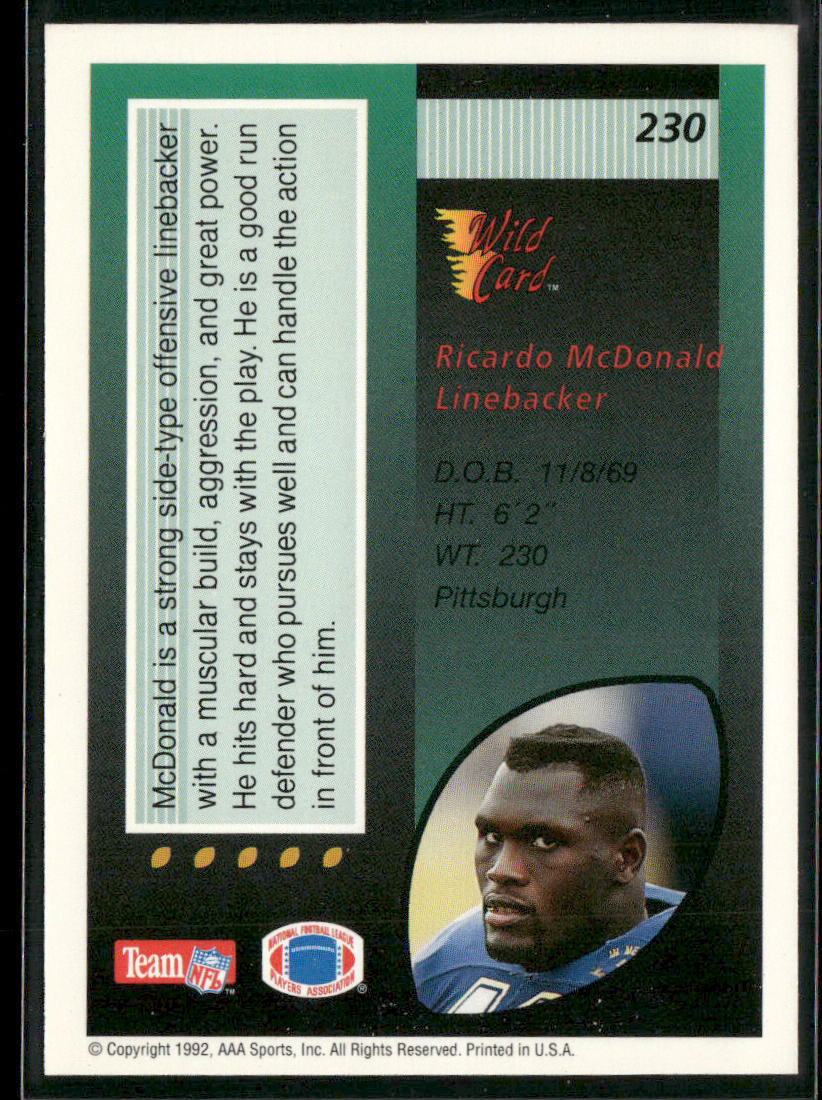 230
Wild
Card™
Ricardo McDonald
Linebacker
D.O.B. 11/8/69
HT. 6´2"
WT. 230
Pittsburgh
McDonald is a strong side-type offensive linebacker
with a muscular build, aggression, and great power.
He hits hard and stays with the play. He is a good run
defender who pursues well and can handle the action
in front of him.
Team NFL™
NATIONAL FOOTBALL LEAGUE
PLAYERS ASSOCIATION®
© Copyright 1992, AAA Sports, Inc. All Rights Reserved. Printed in U.S.A.